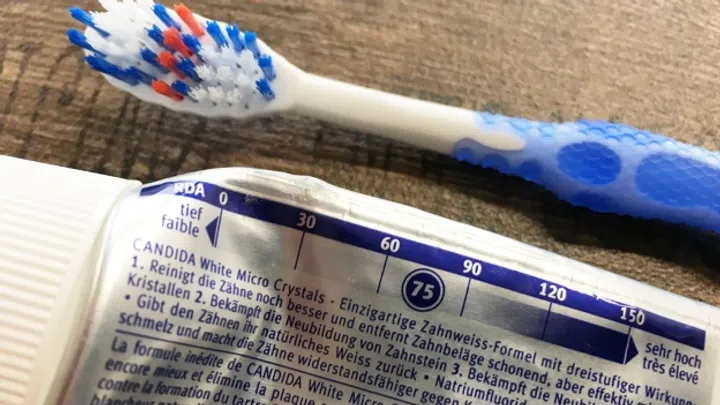 RDA 0 30 60 90 120 150
tief
faible
75
sehr hoch
très élevé
CANDIDA White Micro Crystals · Einzigartige Zahnweiss-Formel mit dreistufiger Wirkung:
1. Reinigt die Zähne noch besser und entfernt Zahnbeläge schonend, aber effektiv
Kristallen 2. Bekämpft die Neubildung von Zahnstein 3. Bekämpft die Neubildung
• Gibt den Zähnen ihr natürliches Weiss zurück • Natriumfluorid
schmelz und macht die Zähne widerstandsfähiger gegen
La formule inédite de CANDIDA White Micro
encore mieux et élimine la plaque
contre la formation du tartre